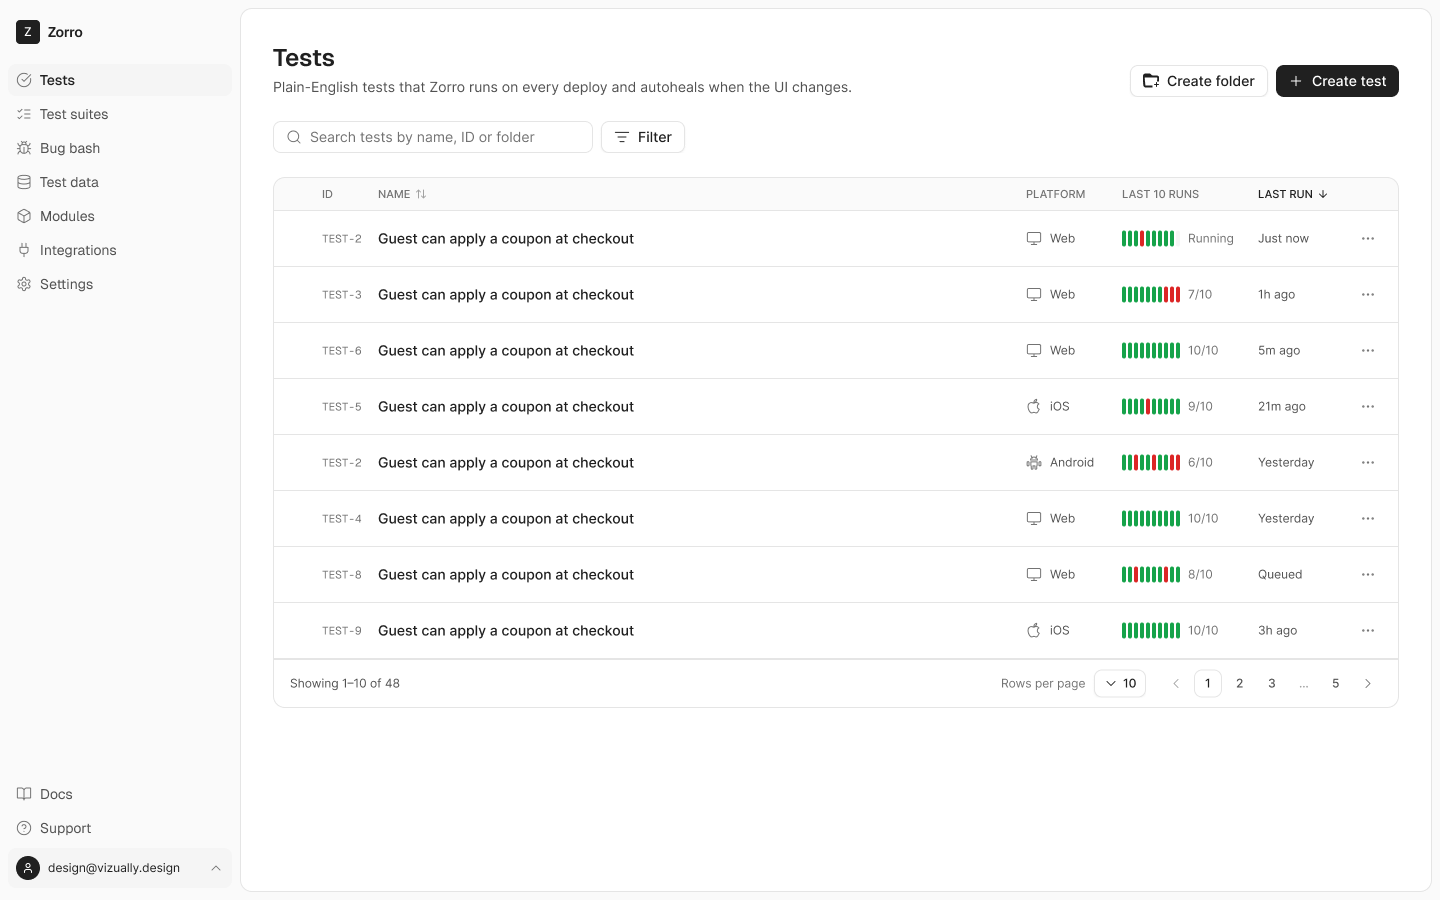 Z Zorro
Tests
Test suites
Bug bash
Test data
Modules
Integrations
Settings
Docs
Support
design@vizually.design
Tests
Plain-English tests that Zorro runs on every deploy and autoheals when the UI changes.
Create folder
Create test
Search tests by name, ID or folder
Filter
ID NAME PLATFORM LAST 10 RUNS LAST RUN
TEST-2 Guest can apply a coupon at checkout Web Running Just now
TEST-3 Guest can apply a coupon at checkout Web 7/10 1h ago
TEST-6 Guest can apply a coupon at checkout Web 10/10 5m ago
TEST-5 Guest can apply a coupon at checkout iOS 9/10 21m ago
TEST-2 Guest can apply a coupon at checkout Android 6/10 Yesterday
TEST-4 Guest can apply a coupon at checkout Web 10/10 Yesterday
TEST-8 Guest can apply a coupon at checkout Web 8/10 Queued
TEST-9 Guest can apply a coupon at checkout iOS 10/10 3h ago
Showing 1–10 of 48 Rows per page 10 1 2 3 ... 5